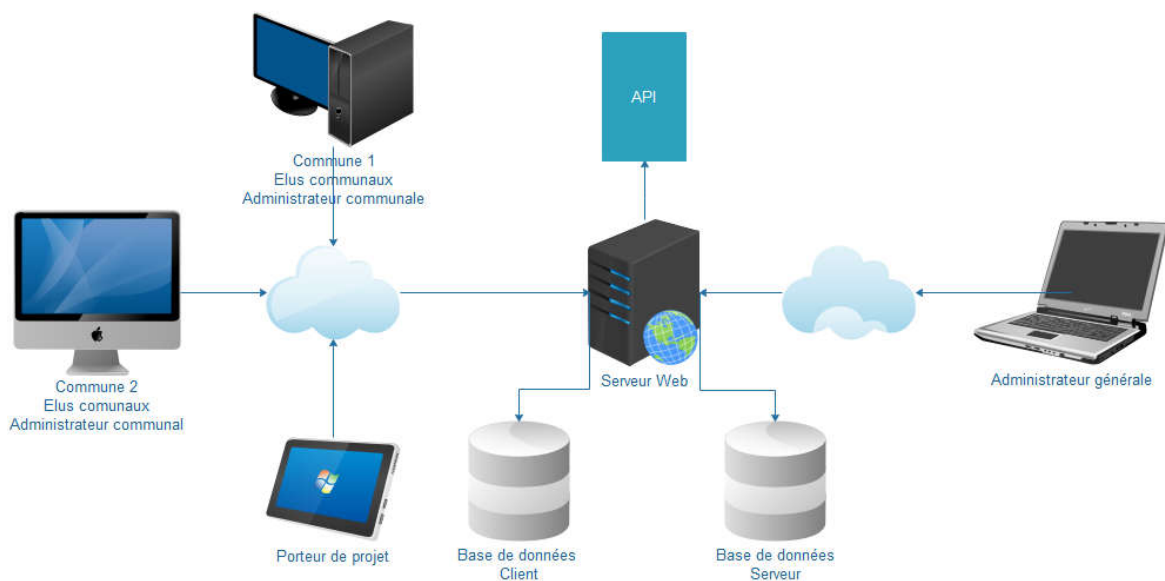 API
Commune 1
Elus communaux
Administrateur communale
Serveur Web
Administrateur générale
Commune 2
Elus comunaux
Administrateur communal
Porteur de projet
Base de données
Client
Base de données
Serveur